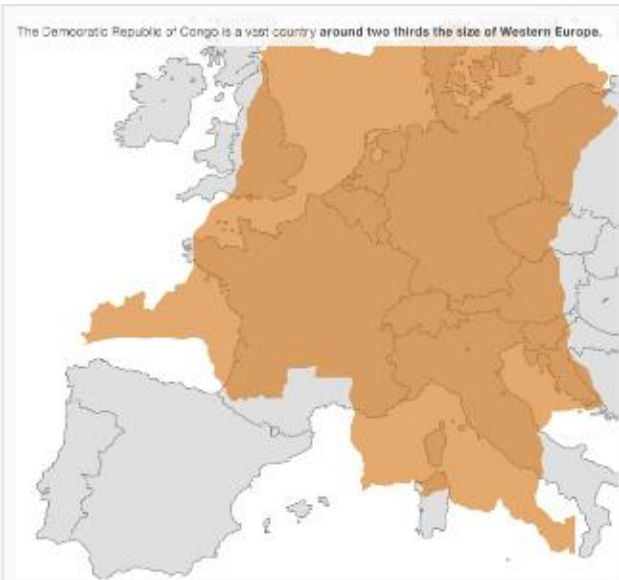 The Democratic Republic of Congo is a vast country around two thirds the size of Western Europe.